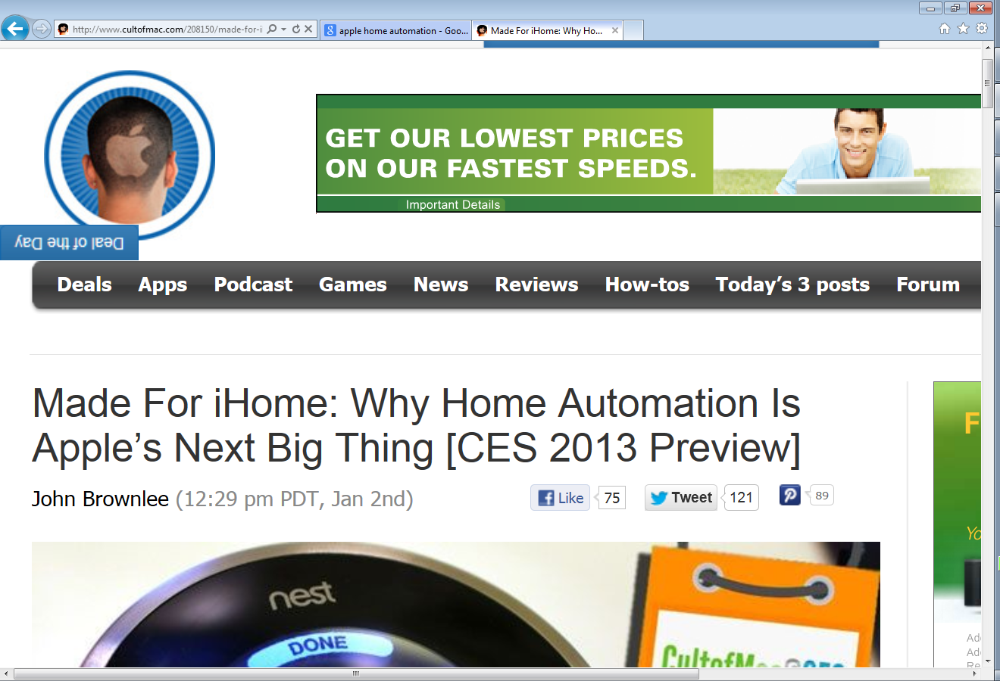 http://www.cultofmac.com/208150/made-for-i
apple home automation - Goo...
Made For iHome: Why Ho...
GET OUR LOWEST PRICES
ON OUR FASTEST SPEEDS.
Important Details
Deal of the Day
Deals Apps Podcast Games News Reviews How-tos Today's 3 posts Forum
Made For iHome: Why Home Automation Is
Apple's Next Big Thing [CES 2013 Preview]
John Brownlee (12:29 pm PDT, Jan 2nd)
Like 75 Tweet 121 89
nest
DONE
F
Yo
Ad
Ad
Re